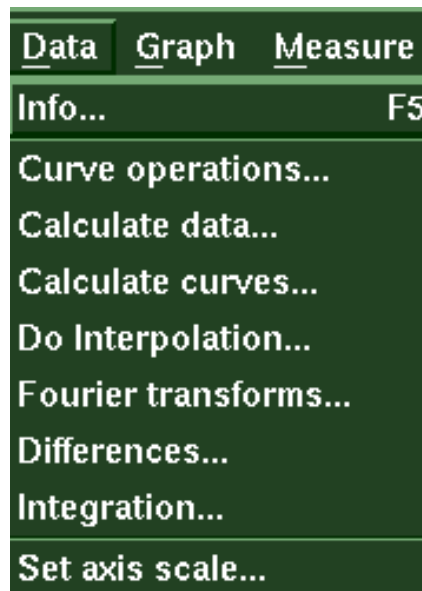 Data Graph Measure
Info... F5
Curve operations...
Calculate data...
Calculate curves...
Do Interpolation...
Fourier transforms...
Differences...
Integration...
Set axis scale...